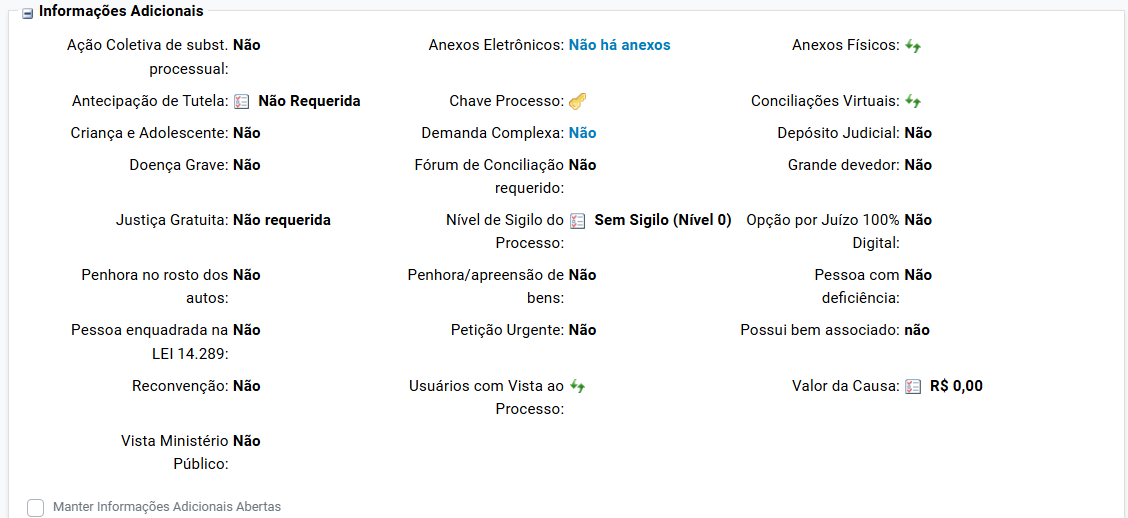 Informações Adicionais
Ação Coletiva de subst. processual: Não
Anexos Eletrônicos: Não há anexos
Anexos Físicos:
Antecipação de Tutela: Não Requerida
Chave Processo:
Conciliações Virtuais:
Criança e Adolescente: Não
Demanda Complexa: Não
Depósito Judicial: Não
Doença Grave: Não
Fórum de Conciliação requerido: Não
Grande devedor: Não
Justiça Gratuita: Não requerida
Nível de Sigilo do Processo: Sem Sigilo (Nível 0)
Opção por Juízo 100% Digital: Não
Penhora no rosto dos autos: Não
Penhora/apreensão de bens: Não
Pessoa com deficiência: Não
Pessoa enquadrada na LEI 14.289: Não
Petição Urgente: Não
Possui bem associado: não
Reconvenção: Não
Usuários com Vista ao Processo:
Valor da Causa: R$ 0,00
Vista Ministério Público: Não
Manter Informações Adicionais Abertas